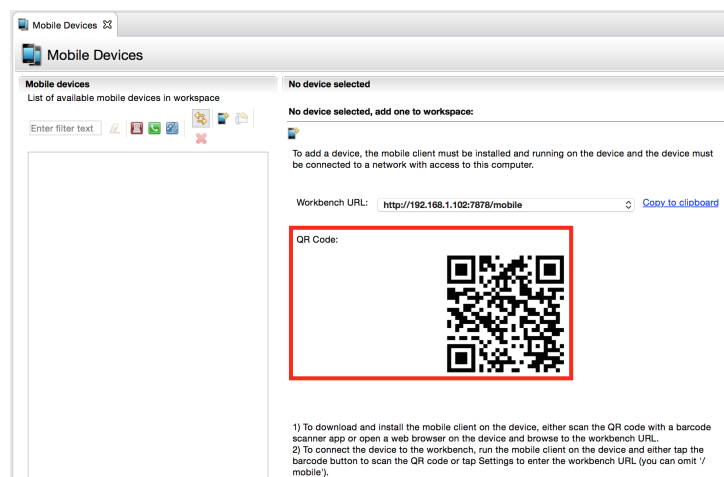 Mobile Devices
Mobile Devices
Mobile devices
List of available mobile devices in workspace
Enter filter text
No device selected
No device selected, add one to workspace:
To add a device, the mobile client must be installed and running on the device and the device must
be connected to a network with access to this computer.
Workbench URL:
http://192.168.1.102:7878/mobile
Copy to clipboard
QR Code:
1) To download and install the mobile client on the device, either scan the QR code with a barcode
scanner app or open a web browser on the device and browse to the workbench URL.
2) To connect the device to the workbench, run the mobile client on the device and either tap the
barcode button to scan the QR code or tap Settings to enter the workbench URL (you can omit '/
mobile').